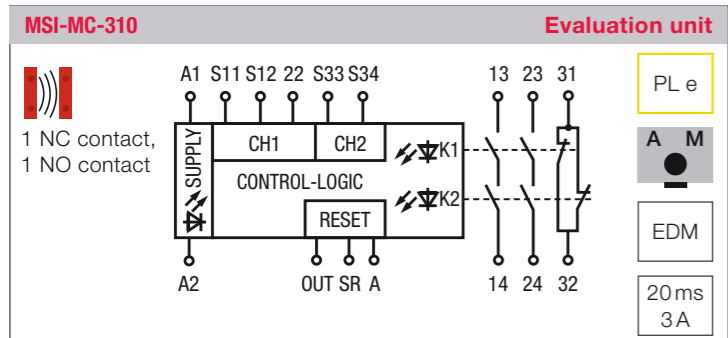 MSI-MC-310 Evaluation unit
A1 S11 S12 22 S33 S34 13 23 31
1 NC contact,
1 NO contact
SUPPLY
CH1 CH2
K1
CONTROL-LOGIC
K2
RESET
A2 OUT SR A 14 24 32
PL e
A M
EDM
20 ms
3 A